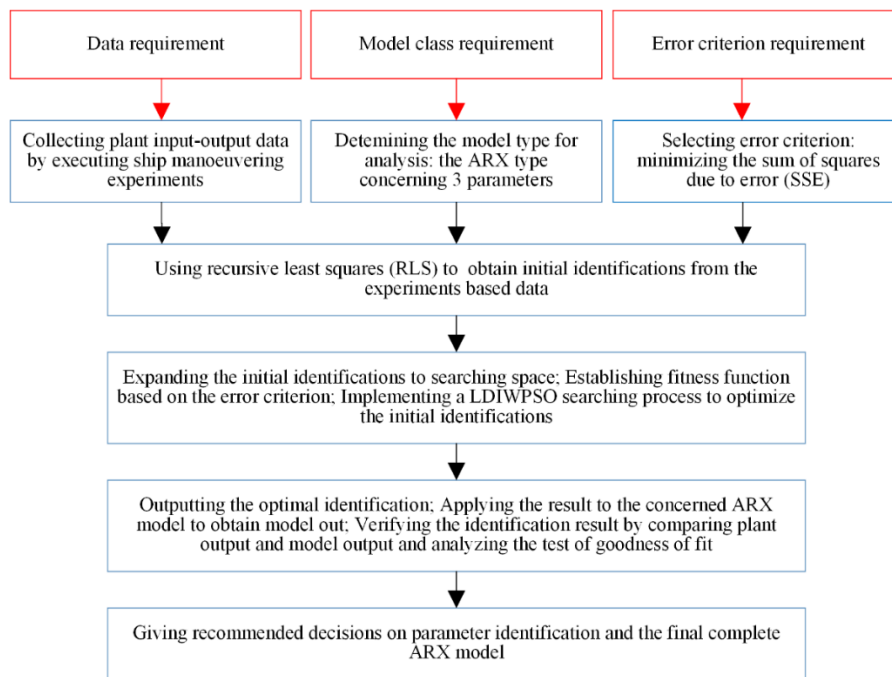 Data requirement
Model class requirement
Error criterion requirement
Collecting plant input-output data
by executing ship manoeuvering
experiments
Detemining the model type for
analysis: the ARX type
concerning 3 parameters
Selecting error criterion:
minimizing the sum of squares
due to error (SSE)
Using recursive least squares (RLS) to obtain initial identifications from the
experiments based data
Expanding the initial identifications to searching space; Establishing fitness function
based on the error criterion; Implementing a LDIWPSO searching process to optimize
the initial identifications
Outputting the optimal identification; Applying the result to the concerned ARX
model to obtain model out; Verifying the identification result by comparing plant
output and model output and analyzing the test of goodness of fit
Giving recommended decisions on parameter identification and the final complete
ARX model